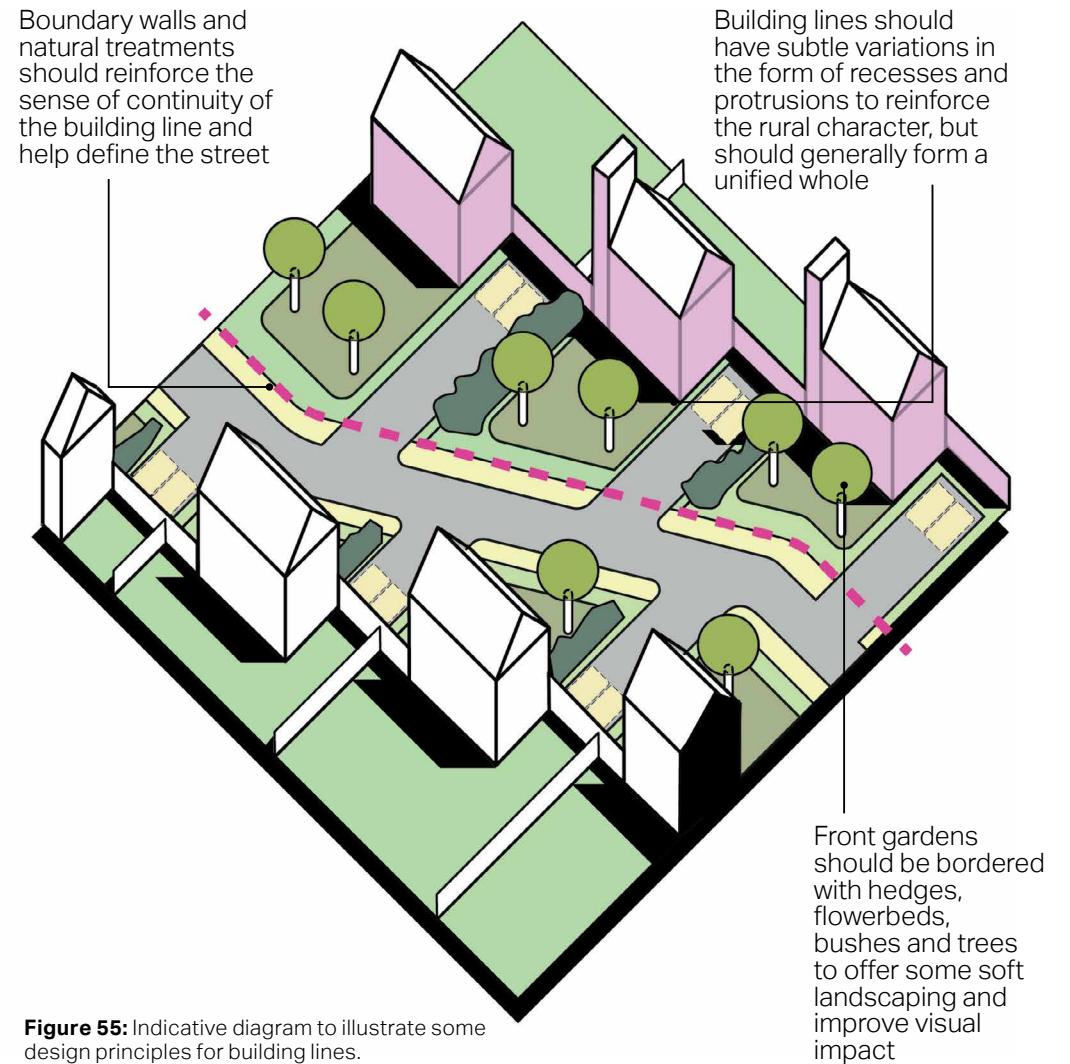 Boundary walls and
natural treatments
should reinforce the
sense of continuity of
the building line and
help define the street
Building lines should
have subtle variations in
the form of recesses and
protrusions to reinforce
the rural character, but
should generally form a
unified whole
Front gardens
should be bordered
with hedges,
flowerbeds,
bushes and trees
to offer some soft
landscaping and
improve visual
impact
Figure 55: Indicative diagram to illustrate some
design principles for building lines.